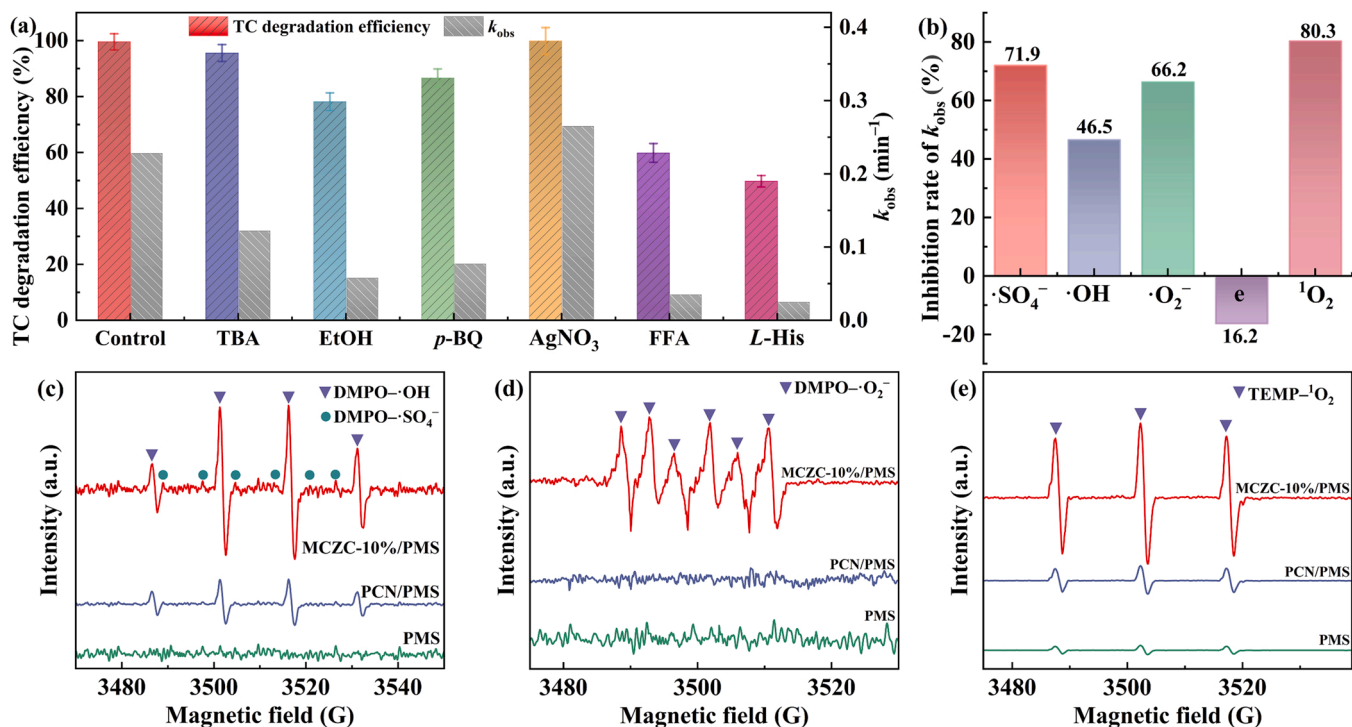 (a)
TC degradation efficiency
k_obs
TC degradation efficiency (%)
100
80
60
40
20
0
0.4
0.3
0.2
0.1
0.0
k_obs (min⁻¹)
Control TBA EtOH p-BQ AgNO₃ FFA L-His
(b)
Inhibition rate of k_obs (%)
80
60
40
20
0
-20
71.9
46.5
66.2
16.2
80.3
·SO₄⁻ ·OH ·O₂⁻ e ¹O₂
(c)
DMPO–·OH
DMPO–·SO₄⁻
MCZC-10%/PMS
PCN/PMS
PMS
Intensity (a.u.)
3480 3510 3520 3540
Magnetic field (G)
(d)
DMPO–·O₂⁻
MCZC-10%/PMS
PCN/PMS
PMS
Intensity (a.u.)
3480 3500 3520
Magnetic field (G)
(e)
TEMP–¹O₂
MCZC-10%/PMS
PCN/PMS
PMS
Intensity (a.u.)
3480 3500 3520
Magnetic field (G)